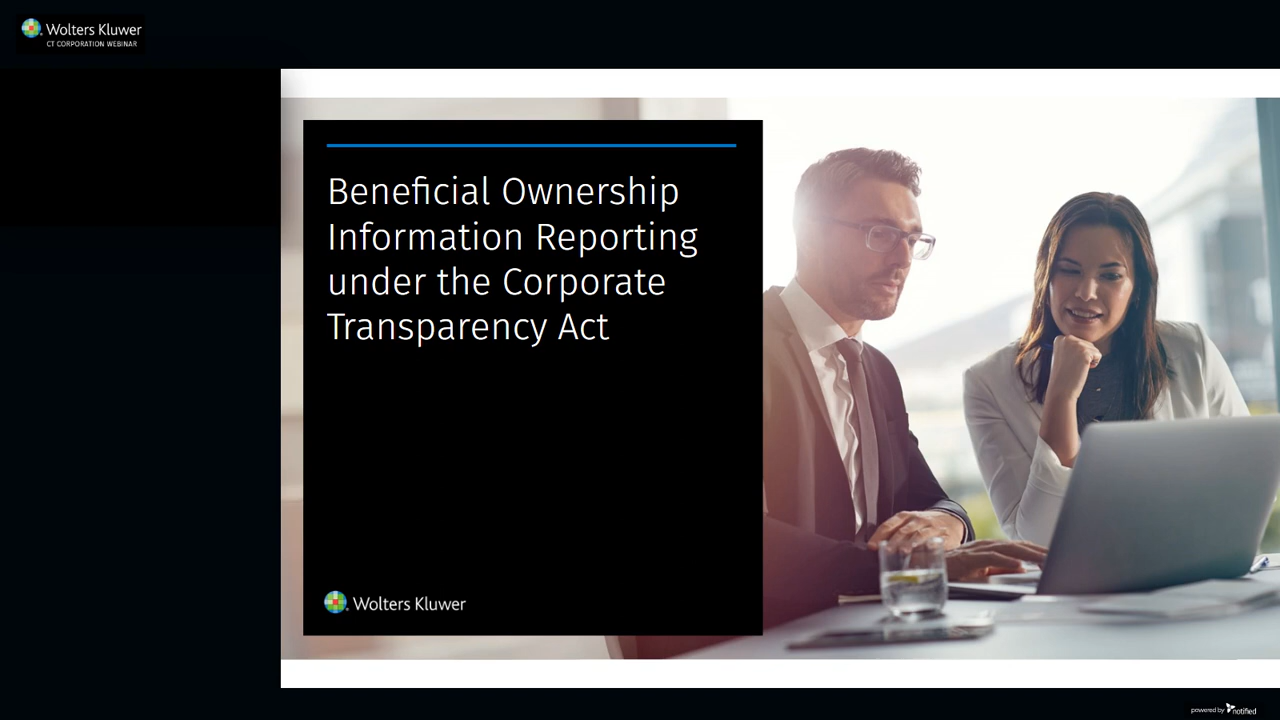 Wolters Kluwer
CT CORPORATION WEBINAR
Beneficial Ownership
Information Reporting
under the Corporate
Transparency Act
Wolters Kluwer
powered by notified